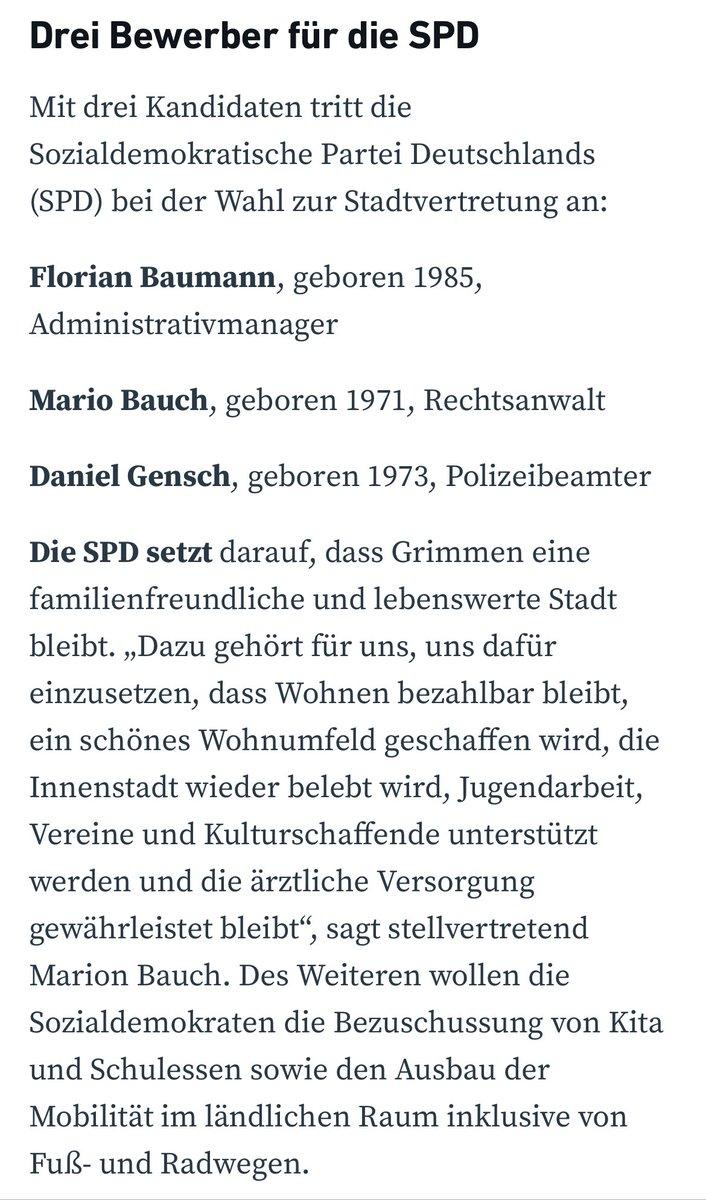 Drei Bewerber für die SPD
Mit drei Kandidaten tritt die
Sozialdemokratische Partei Deutschlands
(SPD) bei der Wahl zur Stadtvertretung an:
Florian Baumann, geboren 1985,
Administrativmanager
Mario Bauch, geboren 1971, Rechtsanwalt
Daniel Gensch, geboren 1973, Polizeibeamter
Die SPD setzt darauf, dass Grimmen eine
familienfreundliche und lebenswerte Stadt
bleibt. „Dazu gehört für uns, uns dafür
einzusetzen, dass Wohnen bezahlbar bleibt,
ein schönes Wohnumfeld geschaffen wird, die
Innenstadt wieder belebt wird, Jugendarbeit,
Vereine und Kulturschaffende unterstützt
werden und die ärztliche Versorgung
gewährleistet bleibt“, sagt stellvertretend
Marion Bauch. Des Weiteren wollen die
Sozialdemokraten die Bezuschussung von Kita
und Schulessen sowie den Ausbau der
Mobilität im ländlichen Raum inklusive von
Fuß- und Radwegen.